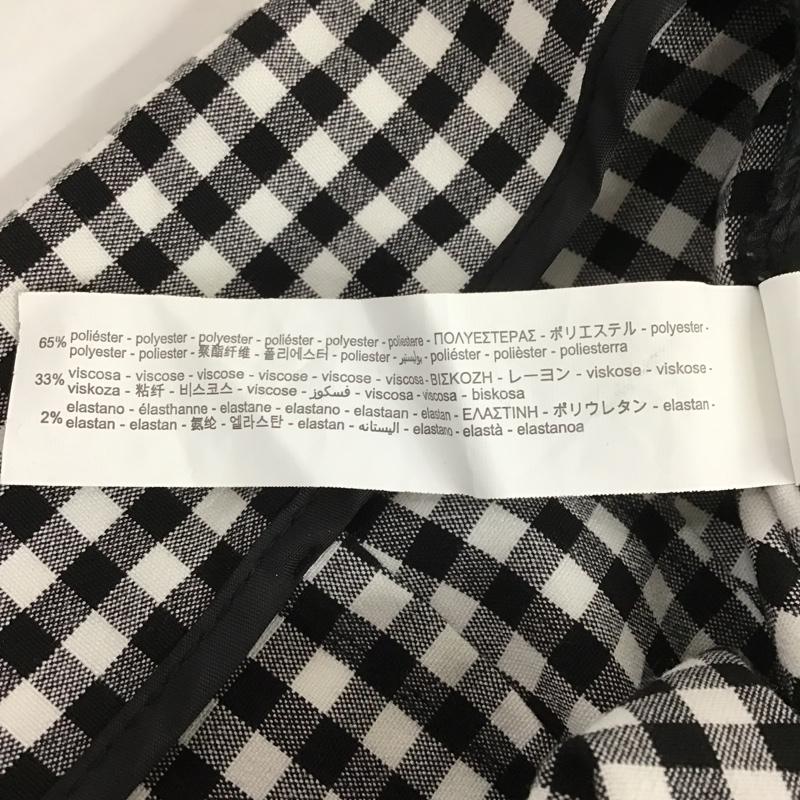 65% poliéster - polyester - polyester - poliéster - polyester - poliestere - ΠΟΛΥΕΣΤΕΡΑΣ - ポリエステル - polyester -
polyester - poliester - 聚酯纤维 - 폴리에스터 - poliester - بوليستير - poliéster - polièster - poliesterra
33% viscosa - viscose - viscose - viscose - viscose - viscosa - ΒΙΣΚΟΖΗ - レーヨン - viskose - viskose -
viskoza - 粘纤 - 비스코스 - viscose - فسكوز - viscosa - viscosa - biskosa
2% elastano - élasthanne - elastane - elastano - elastaan - elastan - ΕΛΑΣΤΙΝΗ - ポリウレタン - elastan -
elastan - elastan - 氨纶 - 엘라스탄 - elastan - اليستانه - elastano - elastà - elastanoa